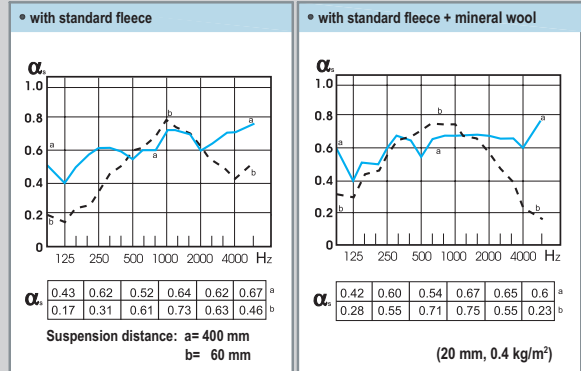 • with standard fleece
αs
1.0
0.8
0.6
0.4
0.2
0
a
b
b
a
a
b
125 250 500 1000 2000 4000 Hz
αs
0.43 0.62 0.52 0.64 0.62 0.67 a
0.17 0.31 0.61 0.73 0.63 0.46 b
Suspension distance: a= 400 mm
b= 60 mm
• with standard fleece + mineral wool
αs
1.0
0.8
0.6
0.4
0.2
0
a
b
b
a
a
b
125 250 500 1000 2000 4000 Hz
αs
0.42 0.60 0.54 0.67 0.65 0.6 a
0.28 0.55 0.71 0.75 0.55 0.23 b
(20 mm, 0.4 kg/m²)